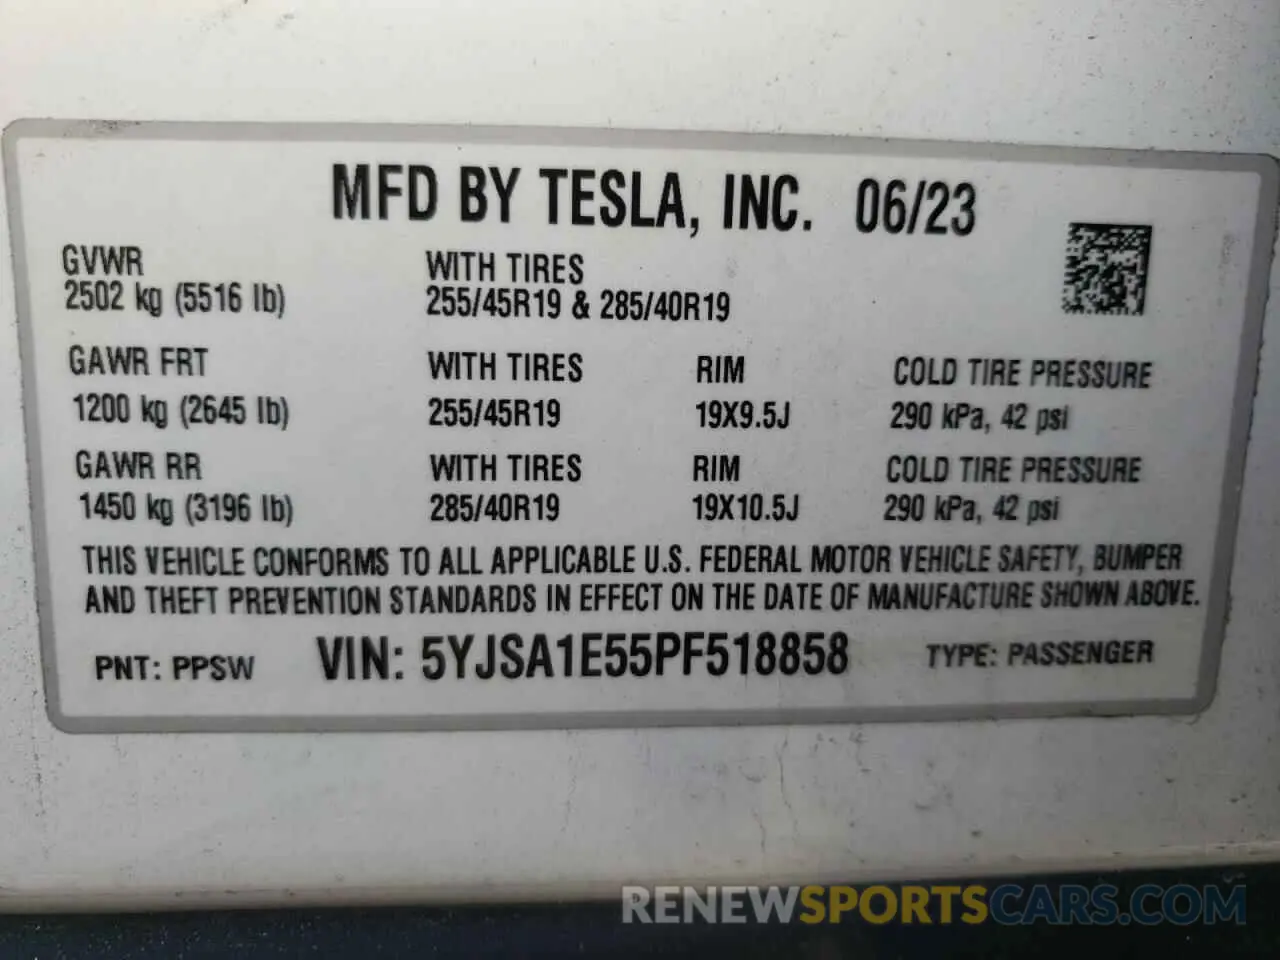 MFD BY TESLA, INC. 06/23
GVWR
2502 kg (5516 lb)
WITH TIRES
255/45R19 & 285/40R19
GAWR FRT WITH TIRES RIM COLD TIRE PRESSURE
1200 kg (2645 lb) 255/45R19 19X9.5J 290 kPa, 42 psi
GAWR RR WITH TIRES RIM COLD TIRE PRESSURE
1450 kg (3196 lb) 285/40R19 19X10.5J 290 kPa, 42 psi
THIS VEHICLE CONFORMS TO ALL APPLICABLE U.S. FEDERAL MOTOR VEHICLE SAFETY, BUMPER
AND THEFT PREVENTION STANDARDS IN EFFECT ON THE DATE OF MANUFACTURE SHOWN ABOVE.
PNT: PPSW VIN: 5YJSA1E55PF518858 TYPE: PASSENGER
RENEWSPORTSCARS.COM